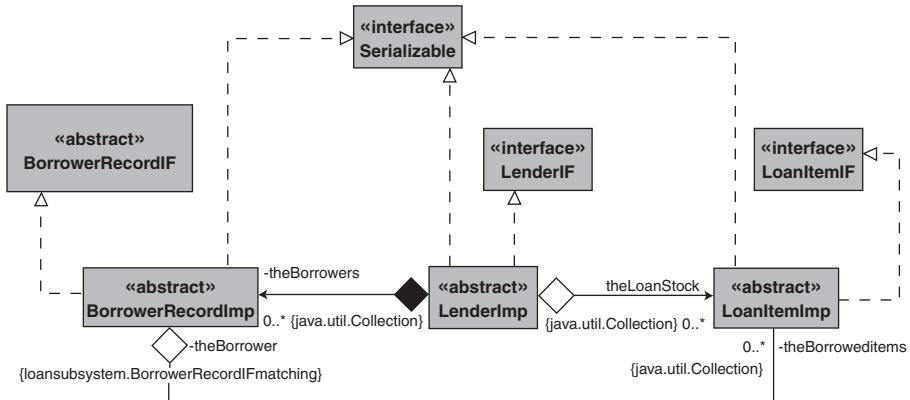 «interface»
Serializable
«abstract»
BorrowerRecordIF
«interface»
LenderIF
«interface»
LoanItemIF
«abstract»
BorrowerRecordImp
-theBorrowers
0..* {java.util.Collection}
«abstract»
LenderImp
theLoanStock
{java.util.Collection} 0..*
«abstract»
LoanItemImp
-theBorrower
{loansubsystem.BorrowerRecordIFmatching}
0..*
-theBorroweditems
{java.util.Collection}